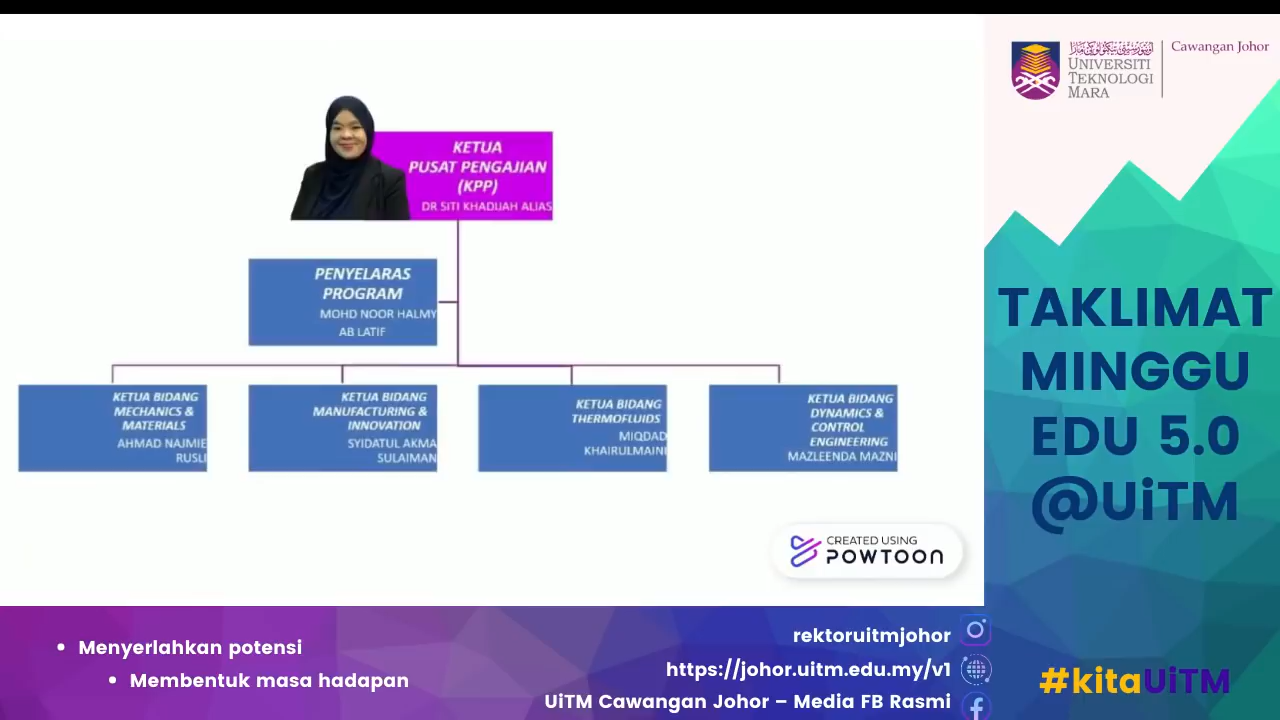 UNIVERSITI
TEKNOLOGI
MARA
Cawangan Johor
KETUA
PUSAT PENGAJIAN
(KPP)
DR SITI KHADIJAH ALIAS
PENYELARAS
PROGRAM
MOHD NOOR HALMY
AB LATIF
KETUA BIDANG
MECHANICS &
MATERIALS
AHMAD NAJMIE
RUSLI
KETUA BIDANG
MANUFACTURING &
INNOVATION
SYIDATUL AKMA
SULAIMAN
KETUA BIDANG
THERMOFLUIDS
MIQDAD
KHAIRULMAINI
KETUA BIDANG
DYNAMICS &
CONTROL
ENGINEERING
MAZLEENDA MAZNI
CREATED USING
POWTOON
TAKLIMAT
MINGGU
EDU 5.0
@UiTM
• Menyerlahkan potensi
• Membentuk masa hadapan
rektoruitmjohor
https://johor.uitm.edu.my/v1
UiTM Cawangan Johor – Media FB Rasmi
#kitaUiTM